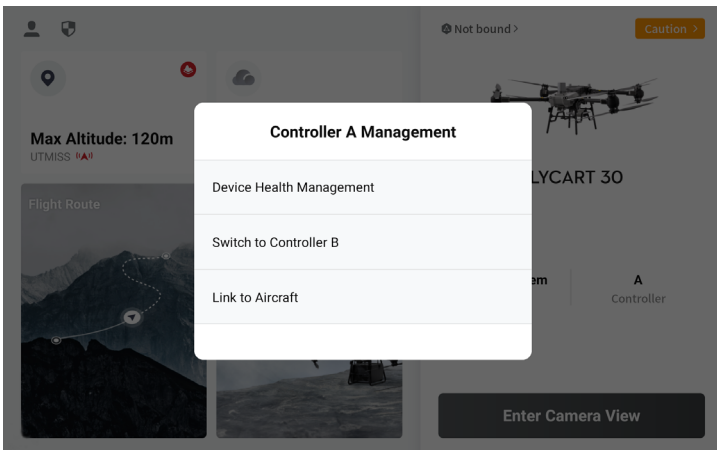 Not bound >
Caution >
Max Altitude: 120m
UTMISS
Flight Route
Controller A Management
Device Health Management
Switch to Controller B
Link to Aircraft
LYCART 30
em
A
Controller
Enter Camera View